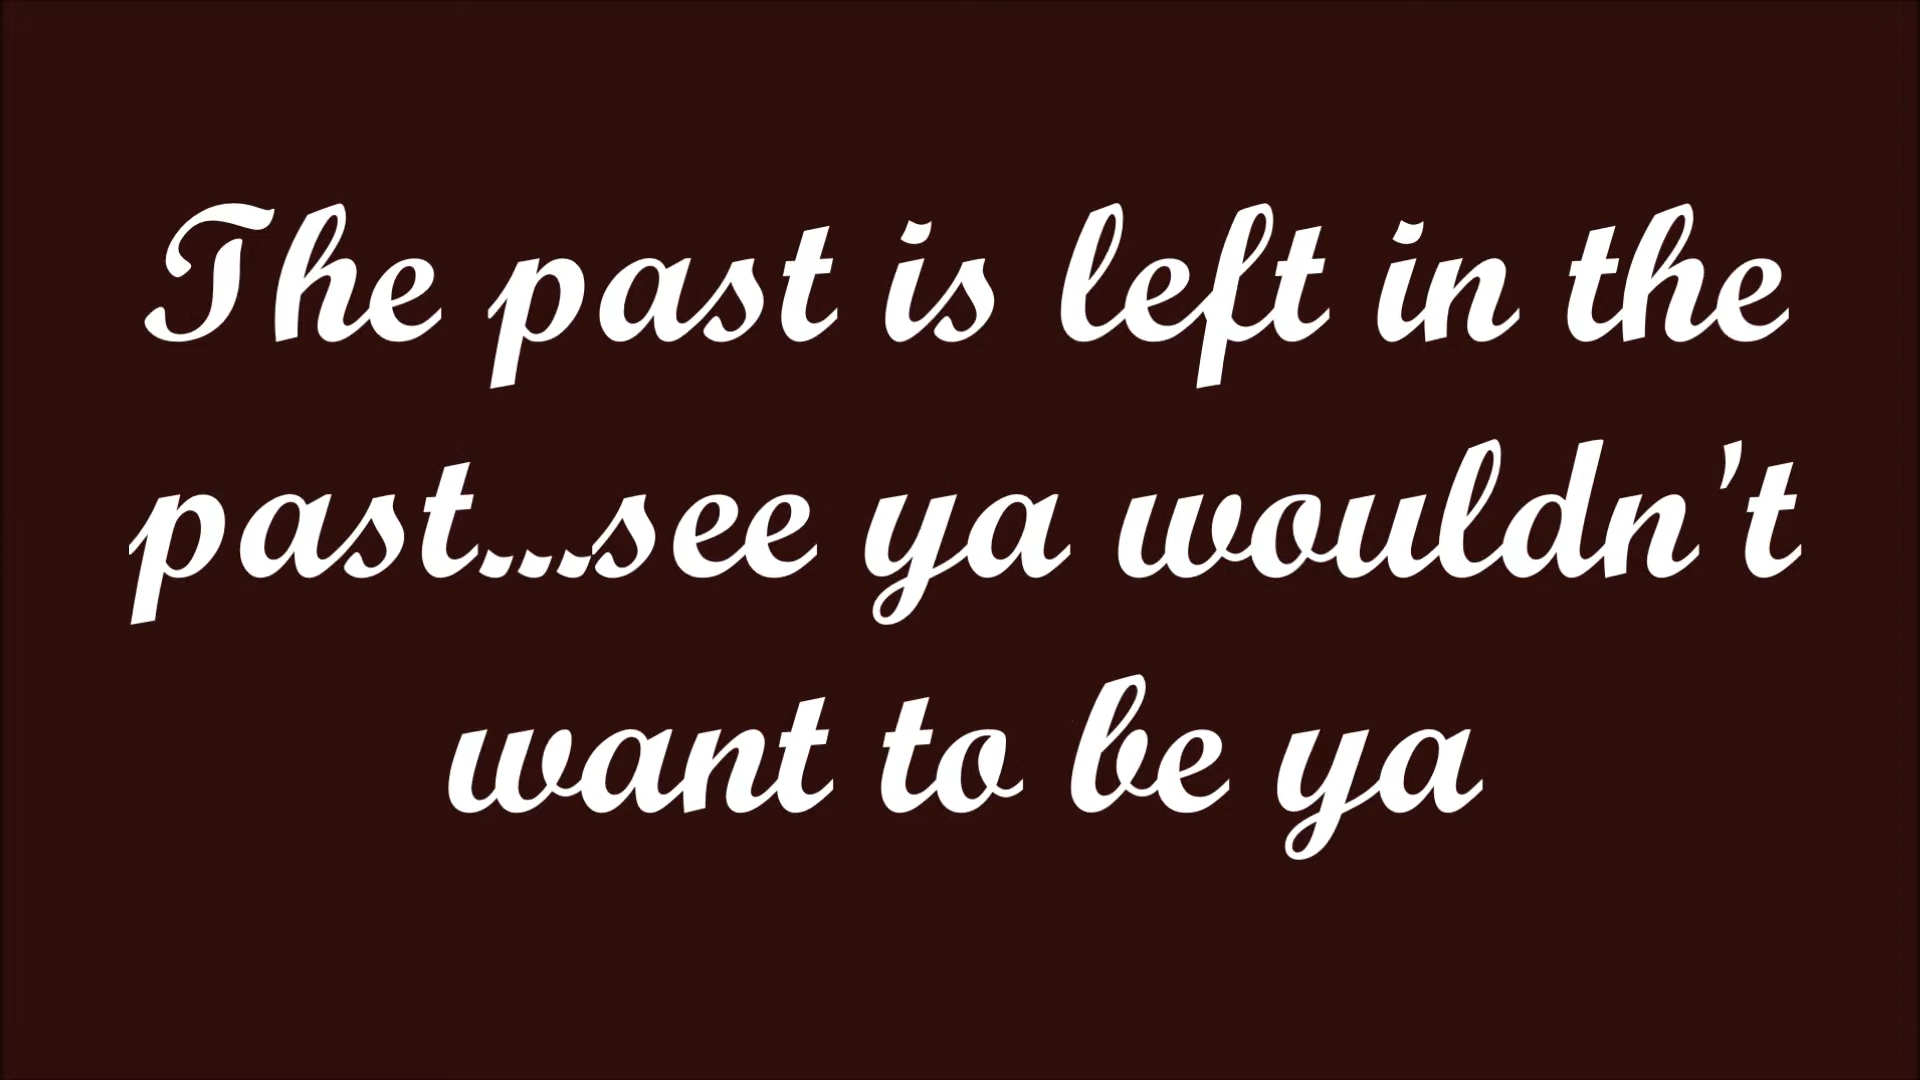 The past is left in the
past...see ya wouldn't
want to be ya